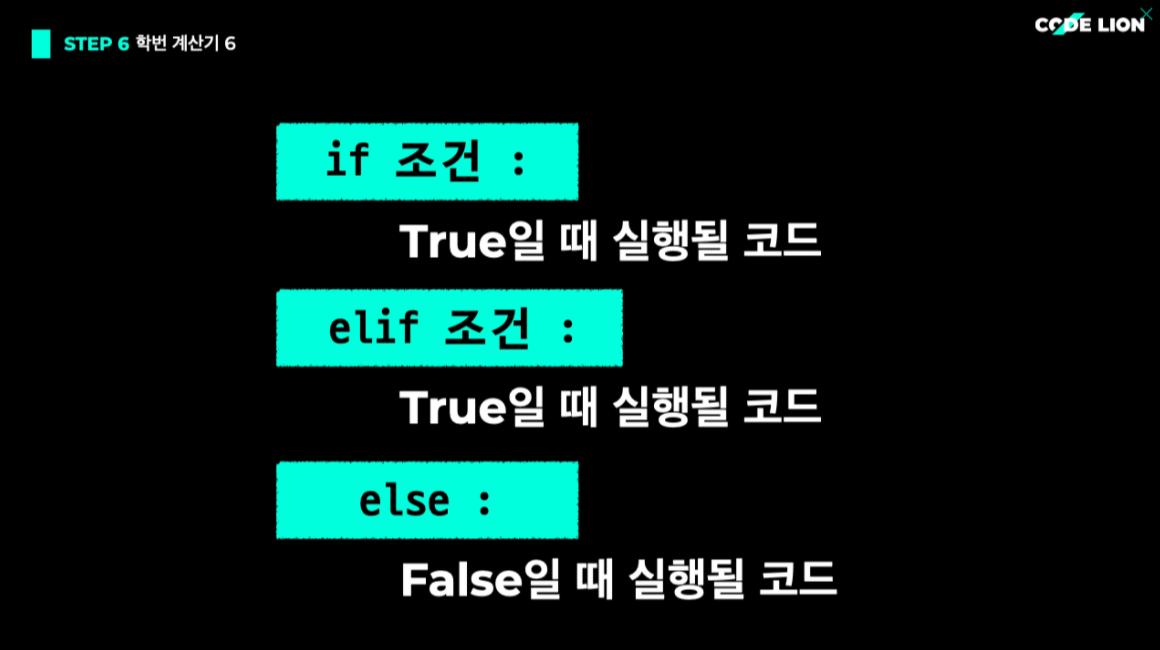 STEP 6 학번 계산기 6
CODE LION
if 조건 :
True일 때 실행될 코드
elif 조건 :
True일 때 실행될 코드
else :
False일 때 실행될 코드